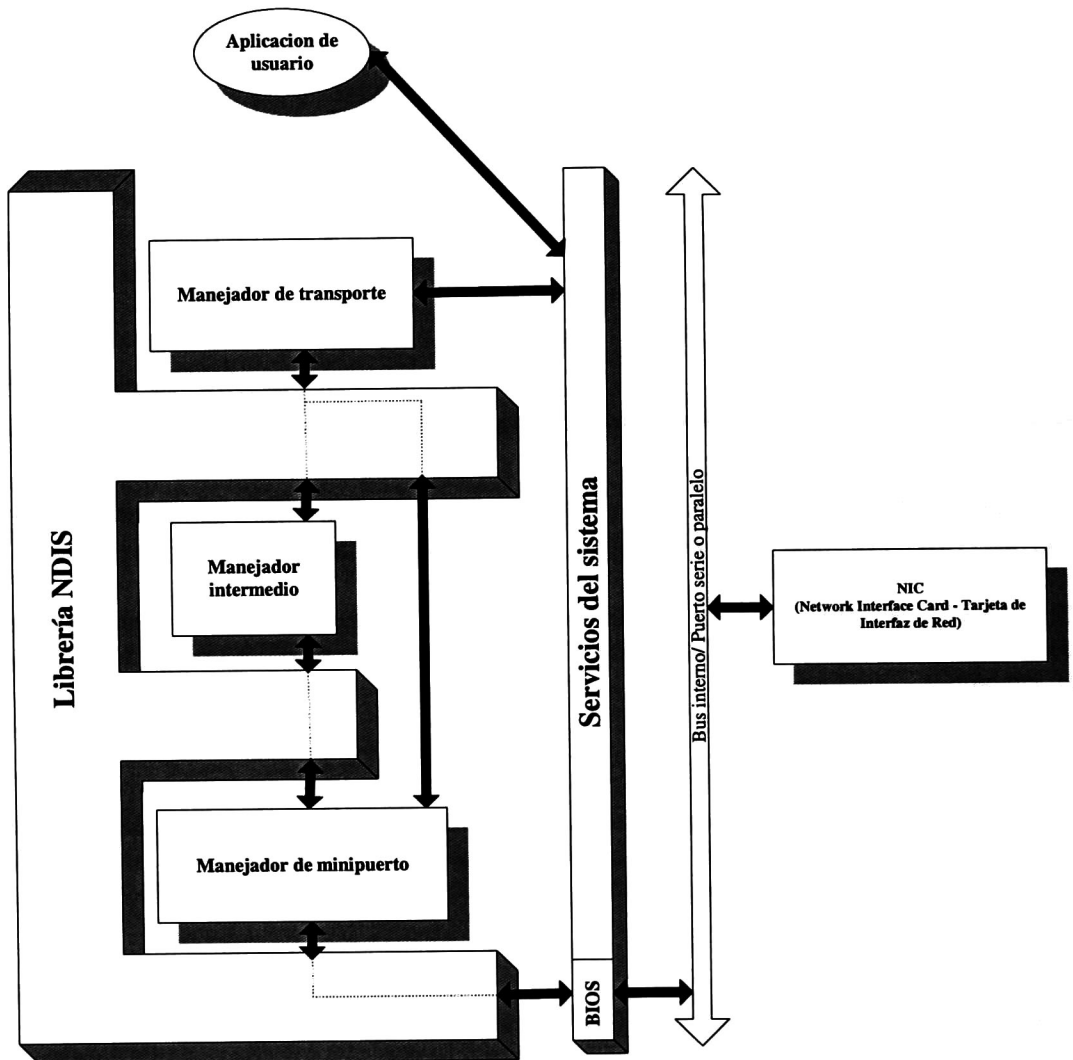 Aplicacion de
usuario
Manejador de transporte
Librería NDIS
Manejador
intermedio
Servicios del sistema
Bus interno/ Puerto serie o paralelo
NIC
(Network Interface Card - Tarjeta de
Interfaz de Red)
Manejador de minipuerto
BIOS